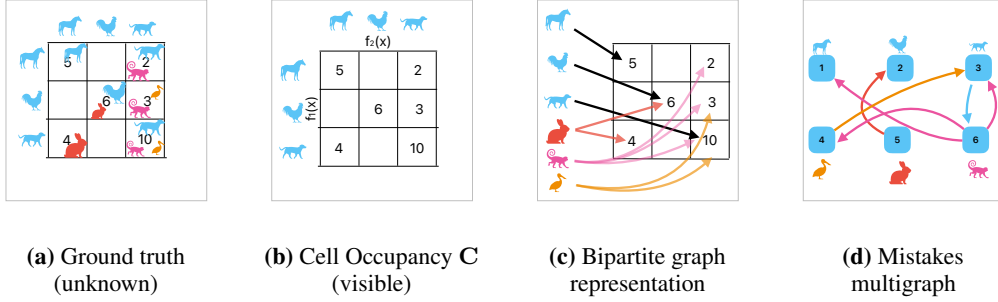 5 2
6 3
4 10
f₂(x)
f₁(x)
5 2
6 3
4 10
5 2
6 3
4 10
1 2 3
4 5 6
(a) Ground truth
(unknown)
(b) Cell Occupancy C
(visible)
(c) Bipartite graph
representation
(d) Mistakes
multigraph